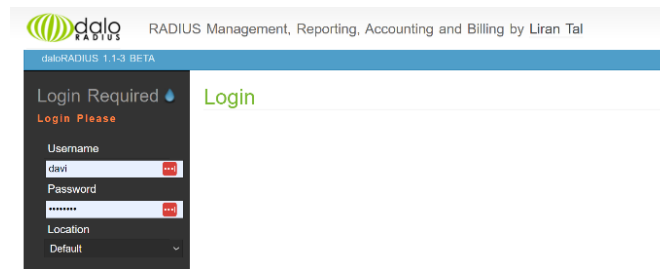 dalo
RADIUS
RADIUS Management, Reporting, Accounting and Billing by Liran Tal
daloRADIUS 1.1-3 BETA
Login Required
Login Please
Username
davi
Password
••••••••
Location
Default
Login